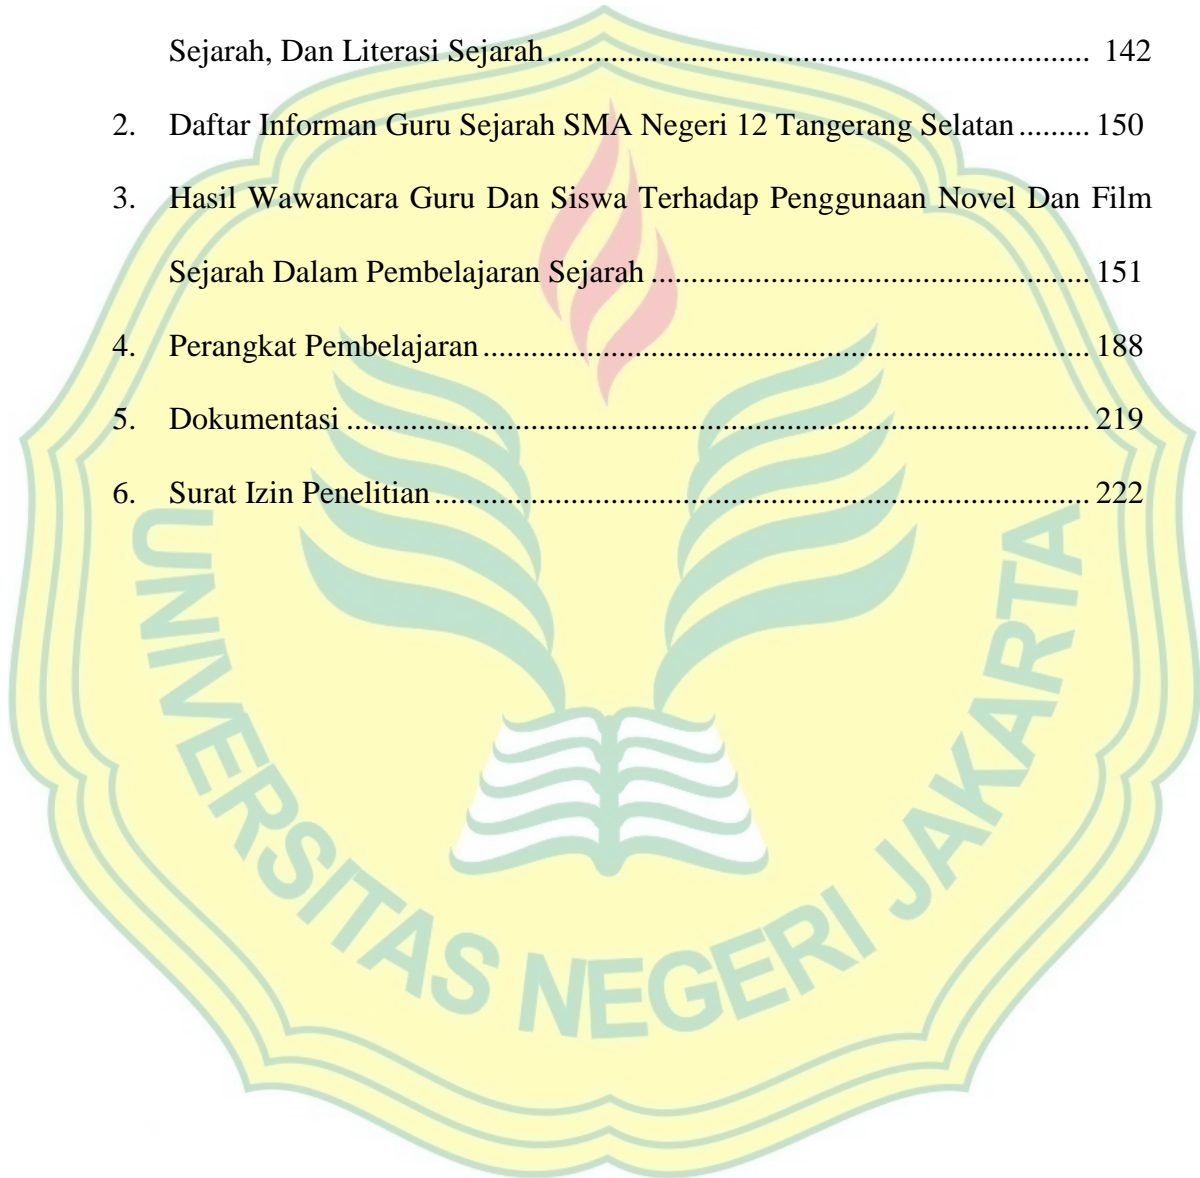 Sejarah, Dan Literasi Sejarah.................................................................... 142
2. Daftar Informan Guru Sejarah SMA Negeri 12 Tangerang Selatan......... 150
3. Hasil Wawancara Guru Dan Siswa Terhadap Penggunaan Novel Dan Film
Sejarah Dalam Pembelajaran Sejarah....................................................... 151
4. Perangkat Pembelajaran............................................................................ 188
5. Dokumentasi............................................................................................. 219
6. Surat Izin Penelitian.................................................................................. 222
UNIVERSITAS NEGERI JAKARTA